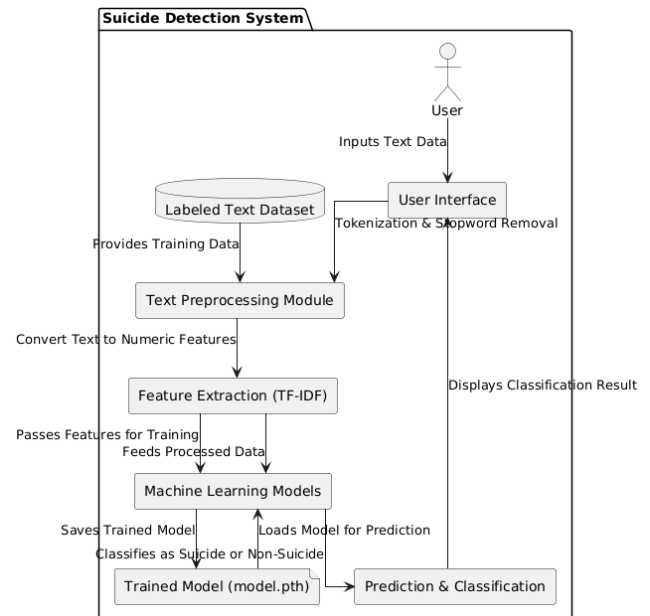 Suicide Detection System
User
Inputs Text Data
User Interface
Labeled Text Dataset
Tokenization & Stopword Removal
Provides Training Data
Text Preprocessing Module
Convert Text to Numeric Features
Displays Classification Result
Feature Extraction (TF-IDF)
Passes Features for Training
Feeds Processed Data
Machine Learning Models
Saves Trained Model
Loads Model for Prediction
Classifies as Suicide or Non-Suicide
Trained Model (model.pth)
Prediction & Classification